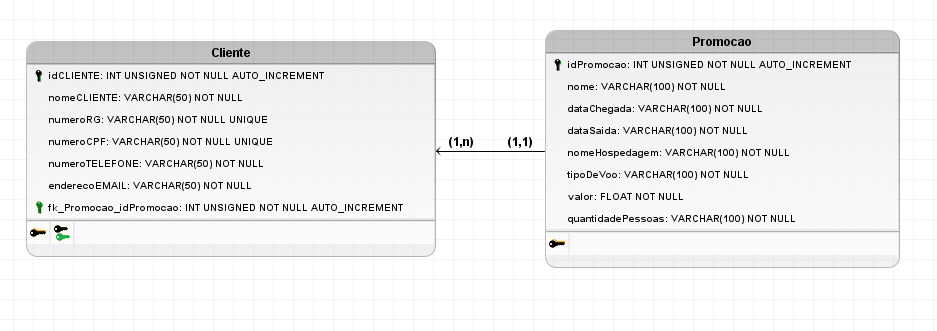 Cliente
idCLIENTE: INT UNSIGNED NOT NULL AUTO_INCREMENT
nomeCLIENTE: VARCHAR(50) NOT NULL
numeroRG: VARCHAR(50) NOT NULL UNIQUE
numeroCPF: VARCHAR(50) NOT NULL UNIQUE
numeroTELEFONE: VARCHAR(50) NOT NULL
enderecoEMAIL: VARCHAR(50) NOT NULL
fk_Promocao_idPromocao: INT UNSIGNED NOT NULL AUTO_INCREMENT
(1,n) (1,1)
Promocao
idPromocao: INT UNSIGNED NOT NULL AUTO_INCREMENT
nome: VARCHAR(100) NOT NULL
dataChegada: VARCHAR(100) NOT NULL
dataSaida: VARCHAR(100) NOT NULL
nomeHospedagem: VARCHAR(100) NOT NULL
tipoDeVoo: VARCHAR(100) NOT NULL
valor: FLOAT NOT NULL
quantidadePessoas: VARCHAR(100) NOT NULL